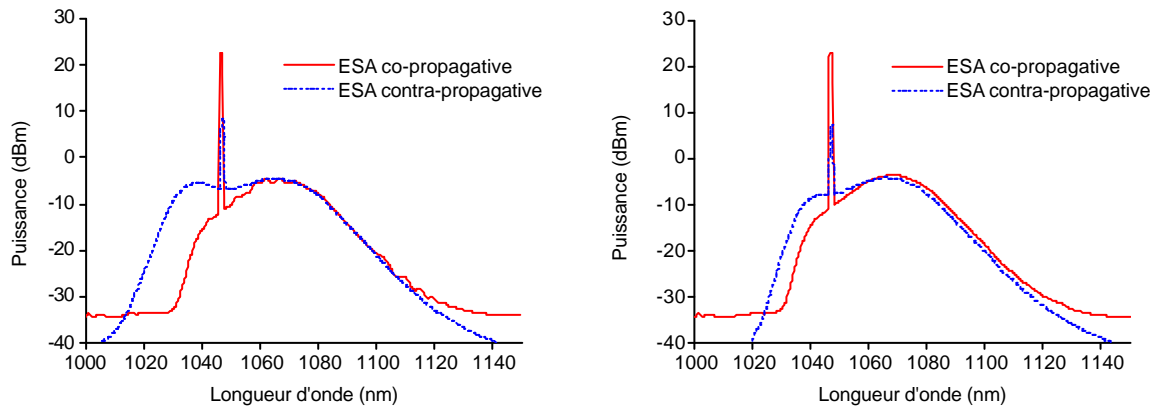 30
20
10
0
-10
-20
-30
-40
Puissance (dBm)
ESA co-propagative
ESA contra-propagative
1000 1020 1040 1060 1080 1100 1120 1140
Longueur d'onde (nm)
30
20
10
0
-10
-20
-30
-40
Puissance (dBm)
ESA co-propagative
ESA contra-propagative
1000 1020 1040 1060 1080 1100 1120 1140
Longueur d'onde (nm)